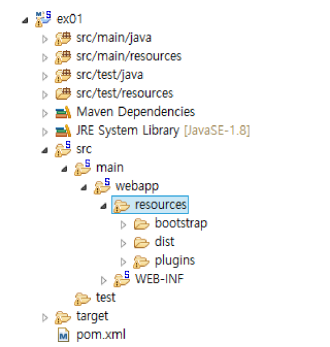 ex01
src/main/java
src/main/resources
src/test/java
src/test/resources
Maven Dependencies
JRE System Library [JavaSE-1.8]
src
main
webapp
resources
bootstrap
dist
plugins
WEB-INF
test
target
pom.xml